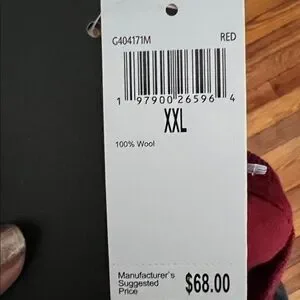 G404171M RED
1 97900 26596 4
XXL
100% Wool
Manufacturer's
Suggested
Price $68.00